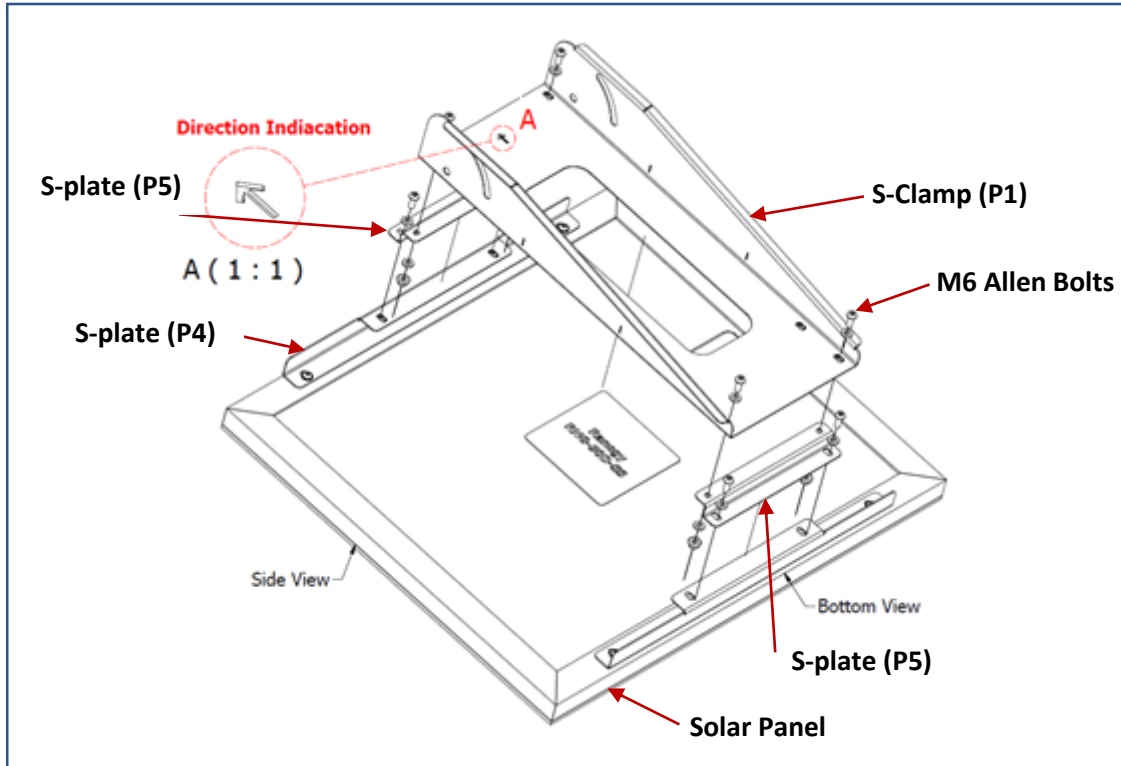 Direction Indiacation
A
S-plate (P5)
S-Clamp (P1)
A ( 1 : 1 )
M6 Allen Bolts
S-plate (P4)
Side View
Bottom View
S-plate (P5)
Solar Panel